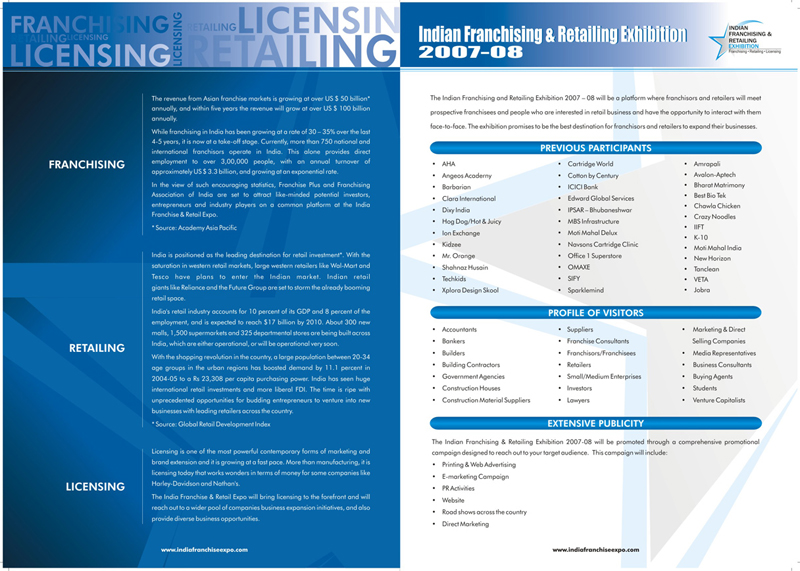 FRANCHISING
RETAILING LICENSING
LICENSING
LICENSING
RETAILING LICENSIN
RETAILING
FRANCHISING
The revenue from Asian franchise markets is growing at over US $ 50 billion*
annually, and within five years the revenue will grow at over US $ 100 billion
annually.
While franchising in India has been growing at a rate of 30 – 35% over the last
4-5 years, it is now at a take-off stage. Currently, more than 750 national and
international franchisors operate in India. This alone provides direct
employment to over 3,00,000 people, with an annual turnover of
approximately US $ 3.3 billion, and growing at an exponential rate.
In the view of such encouraging statistics, Franchise Plus and Franchising
Association of India are set to attract like-minded potential investors,
entrepreneurs and industry players on a common platform at the India
Franchise & Retail Expo.
* Source: Academy Asia Pacific
RETAILING
India is positioned as the leading destination for retail investment*. With the
saturation in western retail markets, large western retailers like Wal-Mart and
Tesco have plans to enter the Indian market. Indian retail
giants like Reliance and the Future Group are set to storm the already booming
retail space.
India's retail industry accounts for 10 percent of its GDP and 8 percent of the
employment, and is expected to reach $17 billion by 2010. About 300 new
malls, 1,500 supermarkets and 325 departmental stores are being built across
India, which are either operational, or will be operational very soon.
With the shopping revolution in the country, a large population between 20-34
age groups in the urban regions has boosted demand by 11.1 percent in
2004-05 to a Rs 23,308 per capita purchasing power. India has seen huge
international retail investments and more liberal FDI. The time is ripe with
unprecedented opportunities for budding entrepreneurs to venture into new
businesses with leading retailers across the country.
* Source: Global Retail Development Index
LICENSING
Licensing is one of the most powerful contemporary forms of marketing and
brand extension and it is growing at a fast pace. More than manufacturing, it is
licensing today that works wonders in terms of money for some companies like
Harley-Davidson and Nathan's.
The India Franchise & Retail Expo will bring licensing to the forefront and will
reach out to a wider pool of companies business expansion initiatives, and also
provide diverse business opportunities.
www.indiafranchiseexpo.com
Indian Franchising & Retailing Exhibition
2007-08
INDIAN
FRANCHISING &
RETAILING
EXHIBITION
Franchising - Retailing - Licensing
The Indian Franchising and Retailing Exhibition 2007 – 08 will be a platform where franchisors and retailers will meet
prospective franchisees and people who are interested in retail business and have the opportunity to interact with them
face-to-face. The exhibition promises to be the best destination for franchisors and retailers to expand their businesses.
PREVIOUS PARTICIPANTS
• AHA
• Angeos Academy
• Barbarian
• Clara International
• Dixy India
• Hog Dog/Hot & Juicy
• Ion Exchange
• Kidzee
• Mr. Orange
• Shahnaz Husain
• Techkids
• Xplora Design Skool
• Cartridge World
• Cotton by Century
• ICICI Bank
• Edward Global Services
• IPSAR – Bhubaneshwar
• MBS Infrastructure
• Moti Mahal Delux
• Navsons Cartridge Clinic
• Office 1 Superstore
• OMAXE
• SIFY
• Sparklemind
• Amrapali
• Avalon-Aptech
• Bharat Matrimony
• Best Bio Tek
• Chawla Chicken
• Crazy Noodles
• IIFT
• K-10
• Moti Mahal India
• New Horizon
• Tanclean
• VETA
• Jobra
PROFILE OF VISITORS
• Accountants
• Bankers
• Builders
• Building Contractors
• Government Agencies
• Construction Houses
• Construction Material Suppliers
• Suppliers
• Franchise Consultants
• Franchisors/Franchisees
• Retailers
• Small/Medium Enterprises
• Investors
• Lawyers
• Marketing & Direct
Selling Companies
• Media Representatives
• Business Consultants
• Buying Agents
• Students
• Venture Capitalists
EXTENSIVE PUBLICITY
The Indian Franchising & Retailing Exhibition 2007-08 will be promoted through a comprehensive promotional
campaign designed to reach out to your target audience. This campaign will include:
• Printing & Web Advertising
• E-marketing Campaign
• PR Activities
• Website
• Road shows across the country
• Direct Marketing
www.indiafranchiseexpo.com